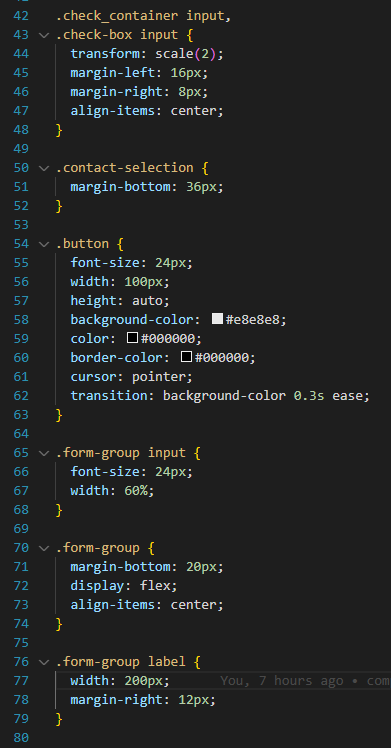 42 .check_container input,
43 .check-box input {
44 transform: scale(2);
45 margin-left: 16px;
46 margin-right: 8px;
47 align-items: center;
48 }
49
50 .contact-selection {
51 margin-bottom: 36px;
52 }
53
54 .button {
55 font-size: 24px;
56 width: 100px;
57 height: auto;
58 background-color: #e8e8e8;
59 color: #000000;
60 border-color: #000000;
61 cursor: pointer;
62 transition: background-color 0.3s ease;
63 }
64
65 .form-group input {
66 font-size: 24px;
67 width: 60%;
68 }
69
70 .form-group {
71 margin-bottom: 20px;
72 display: flex;
73 align-items: center;
74 }
75
76 .form-group label {
77 width: 200px; You, 7 hours ago • com
78 margin-right: 12px;
79 }
80